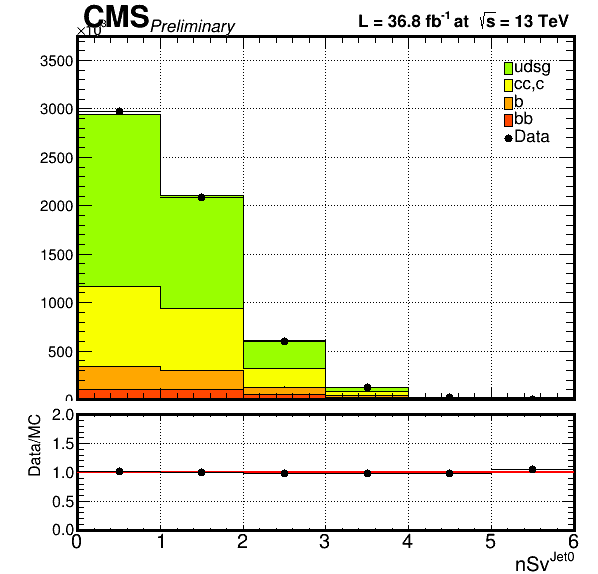 CMS Preliminary L = 36.8 fb⁻¹ at √s = 13 TeV
×10³
3500
3000
2500
2000
1500
1000
500
0
udsg
cc,c
b
bb
Data
Data/MC
2.0
1.5
1.0
0.5
0.0
0 1 2 3 4 5 6
nSv^Jet0